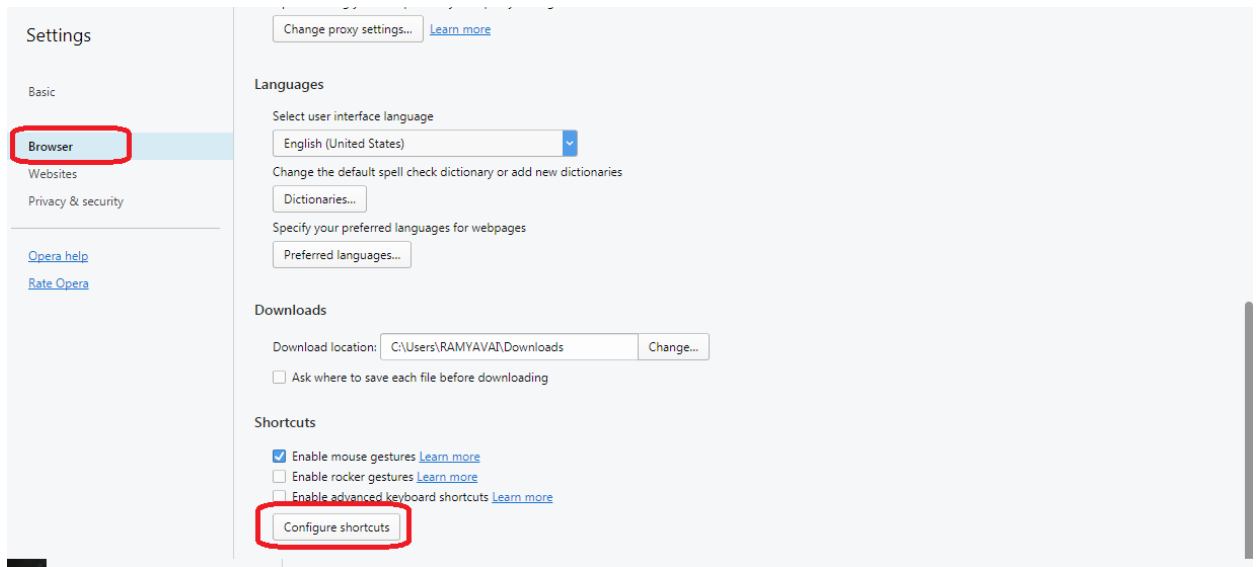 Settings
Basic
Browser
Websites
Privacy & security
Opera help
Rate Opera
Change proxy settings... Learn more
Languages
Select user interface language
English (United States)
Change the default spell check dictionary or add new dictionaries
Dictionaries...
Specify your preferred languages for webpages
Preferred languages...
Downloads
Download location: C:\Users\RAMYAVAI\Downloads Change...
Ask where to save each file before downloading
Shortcuts
Enable mouse gestures Learn more
Enable rocker gestures Learn more
Enable advanced keyboard shortcuts Learn more
Configure shortcuts